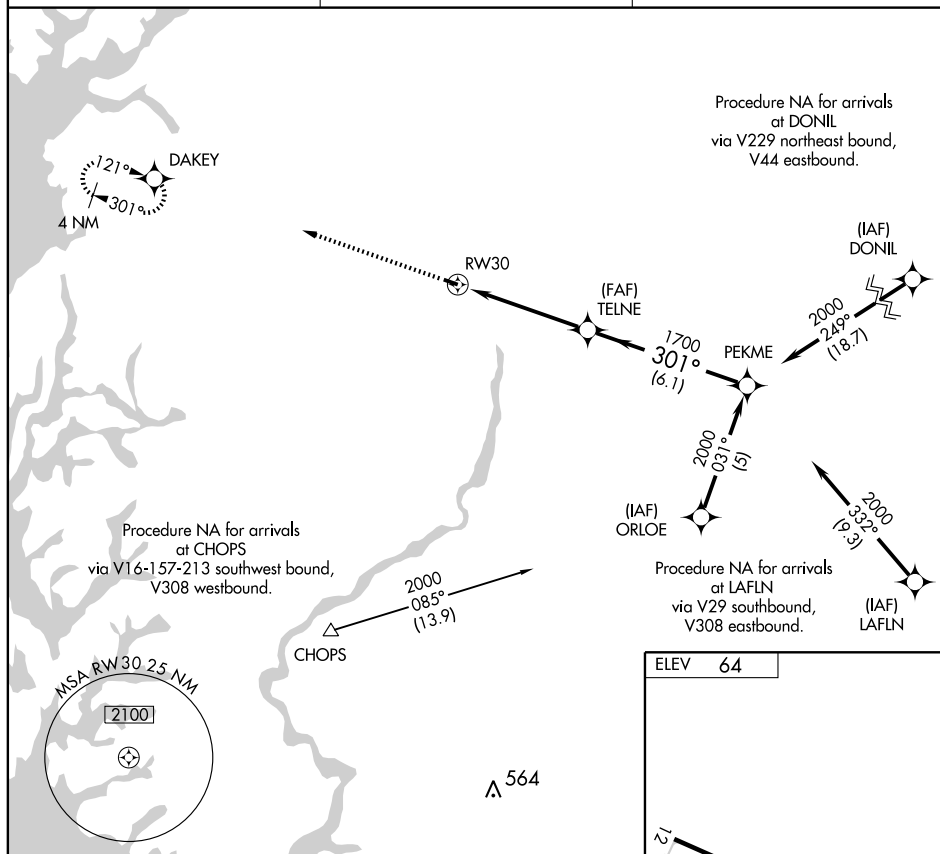 Procedure NA for arrivals
at DONIL
via V229 northeast bound,
V44 eastbound.
DAKEY
121°
301°
4 NM
(IAF)
DONIL
RW30
2000
249°
(18.7)
(FAF)
TELNE
1700
301°
(6.1)
PEKME
2000
031°
(5)
2000
332°
(9.3)
(IAF)
ORLOE
Procedure NA for arrivals
at CHOPS
via V16-157-213 southwest bound,
V308 westbound.
Procedure NA for arrivals
at LAFLN
via V29 southbound,
V308 eastbound.
(IAF)
LAFLN
2000
085°
(13.9)
CHOPS
MSA RW30 25 NM
2100
ELEV 64
564
12